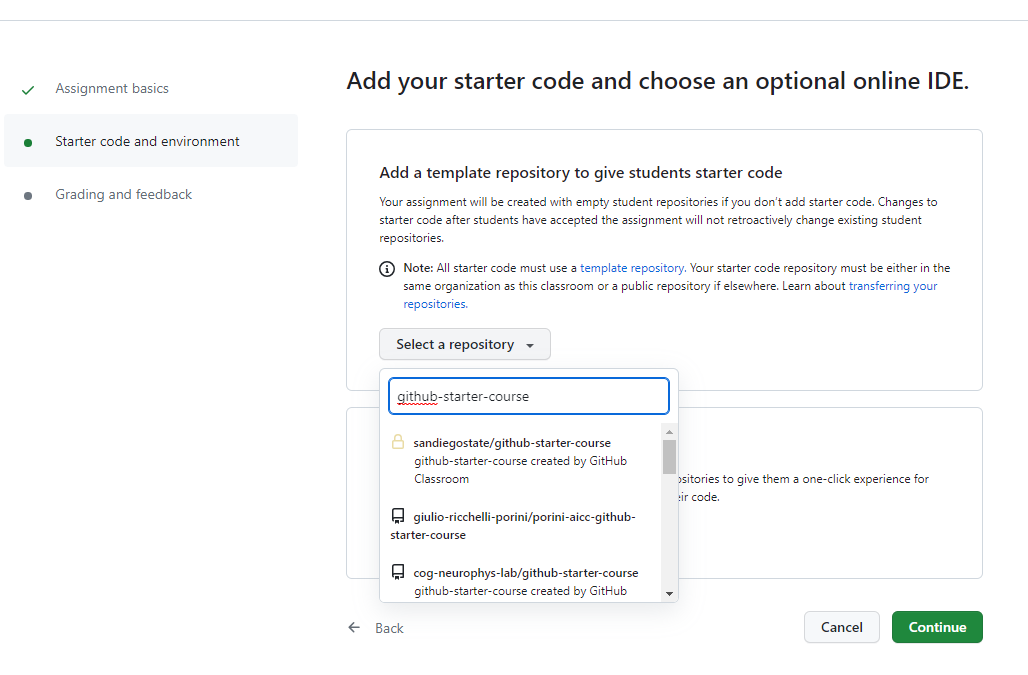 Assignment basics
Starter code and environment
Grading and feedback
Add your starter code and choose an optional online IDE.
Add a template repository to give students starter code
Your assignment will be created with empty student repositories if you don't add starter code. Changes to
starter code after students have accepted the assignment will not retroactively change existing student
repositories.
Note: All starter code must use a template repository. Your starter code repository must be either in the
same organization as this classroom or a public repository if elsewhere. Learn about transferring your
repositories.
Select a repository
github-starter-course
sandiegostate/github-starter-course
github-starter-course created by GitHub
Classroom
giulio-ricchelli-porini/porini-aicc-github-
starter-course
cog-neurophys-lab/github-starter-course
github-starter-course created by GitHub
to give them a one-click experience for
code.
Back
Cancel
Continue